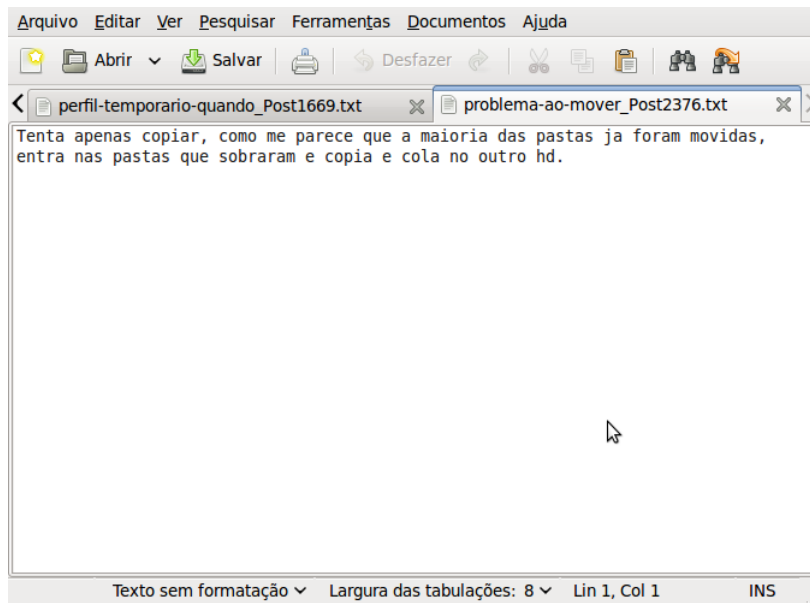 Arquivo Editar Ver Pesquisar Ferramentas Documentos Ajuda
Abrir Salvar Desfazer
perfil-temporario-quando_Post1669.txt problema-ao-mover_Post2376.txt
Tenta apenas copiar, como me parece que a maioria das pastas ja foram movidas,
entra nas pastas que sobraram e copia e cola no outro hd.
Texto sem formatação Largura das tabulações: 8 Lin 1, Col 1 INS